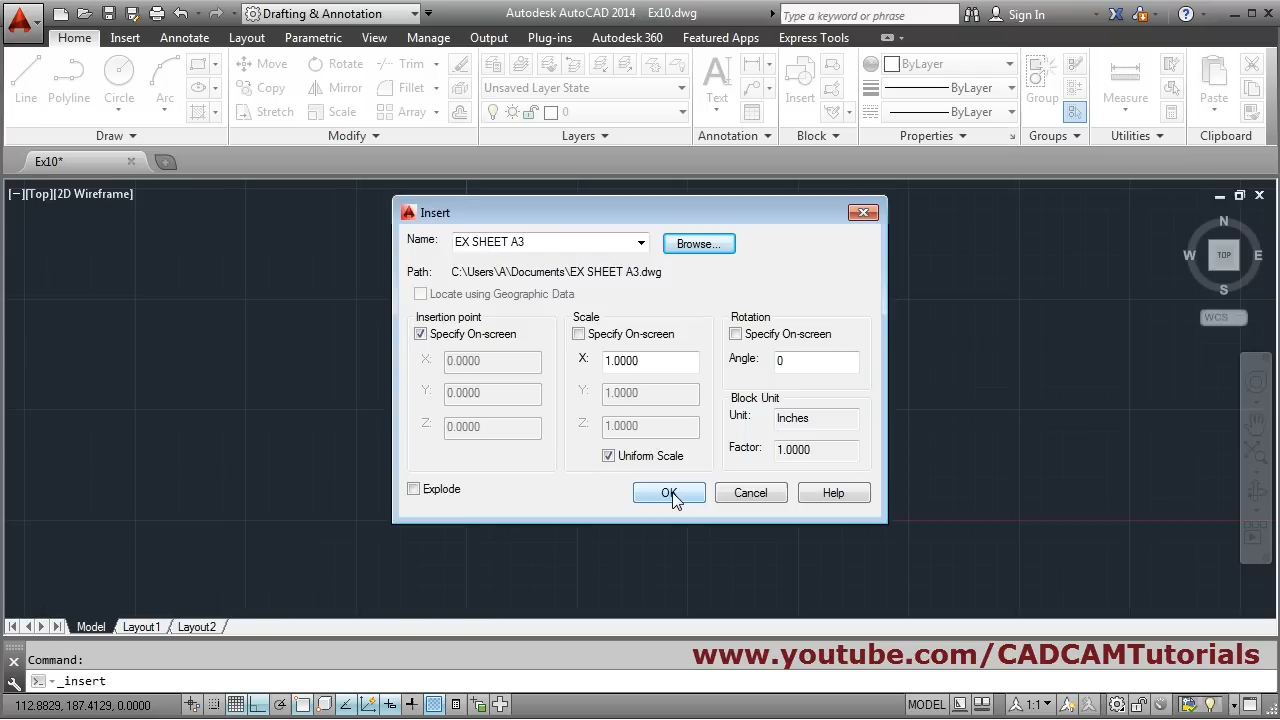 Drafting & Annotation
Autodesk AutoCAD 2014 Ex10.dwg
Type a keyword or phrase
Sign In
Home Insert Annotate Layout Parametric View Manage Output Plug-ins Autodesk 360 Featured Apps Express Tools
Line Polyline Circle Arc
Move Rotate Trim
Copy Mirror Fillet
Stretch Scale Array
Unsaved Layer State
0
Text
Insert
ByLayer
ByLayer
ByLayer
Group
Measure
Paste
Draw Modify Layers Annotation Block Properties Groups Utilities Clipboard
Ex10*
[−][Top][2D Wireframe]
N
W TOP E
S
WCS
Insert
Name: EX SHEET A3 Browse...
Path: C:\Users\A\Documents\EX SHEET A3.dwg
Locate using Geographic Data
Insertion point
Specify On-screen
X: 0.0000
Y: 0.0000
Z: 0.0000
Scale
Specify On-screen
X: 1.0000
Y: 1.0000
Z: 1.0000
Uniform Scale
Rotation
Specify On-screen
Angle: 0
Block Unit
Unit: Inches
Factor: 1.0000
Explode
OK Cancel Help
Model Layout1 Layout2
Command:
www.youtube.com/CADCAMTutorials
_insert
112.8829, 187.4129, 0.0000
MODEL
1:1